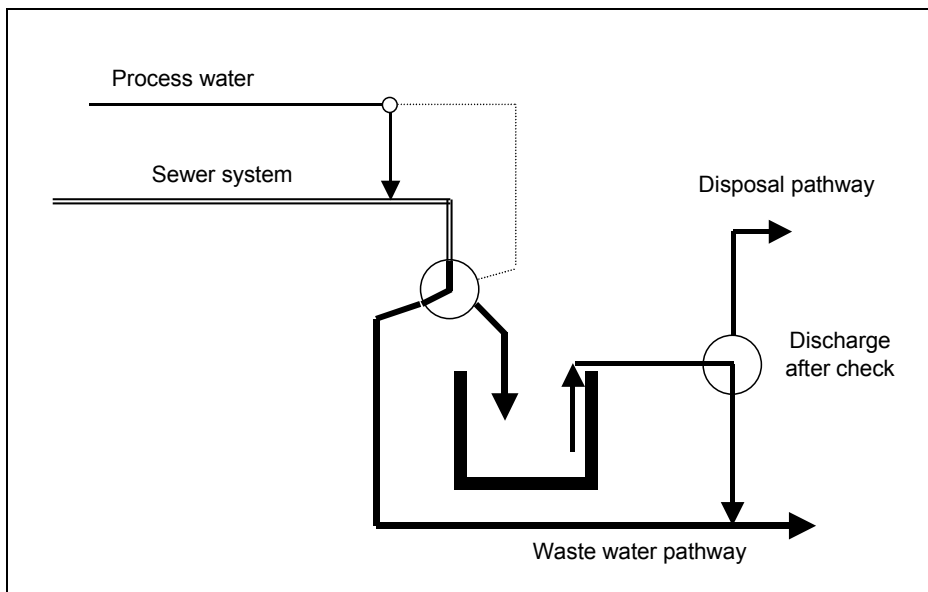 Process water
Sewer system
Disposal pathway
Discharge
after check
Waste water pathway